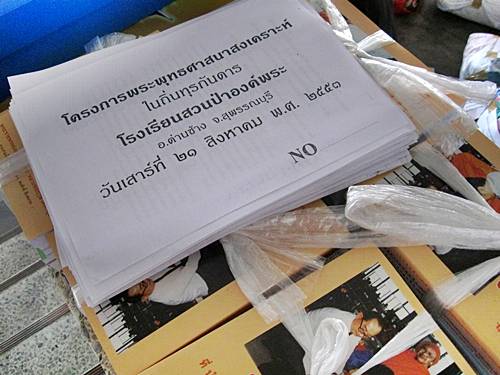 โครงการพระพุทธศาสนาสงเคราะห์
ในถิ่นทุรกันดาร
โรงเรียนสวนป่าองค์พระ
อ.ด่านช้าง จ.สุพรรณบุรี
วันเสาร์ที่ ๒๑ สิงหาคม พ.ศ. ๒๕๕๓
NO